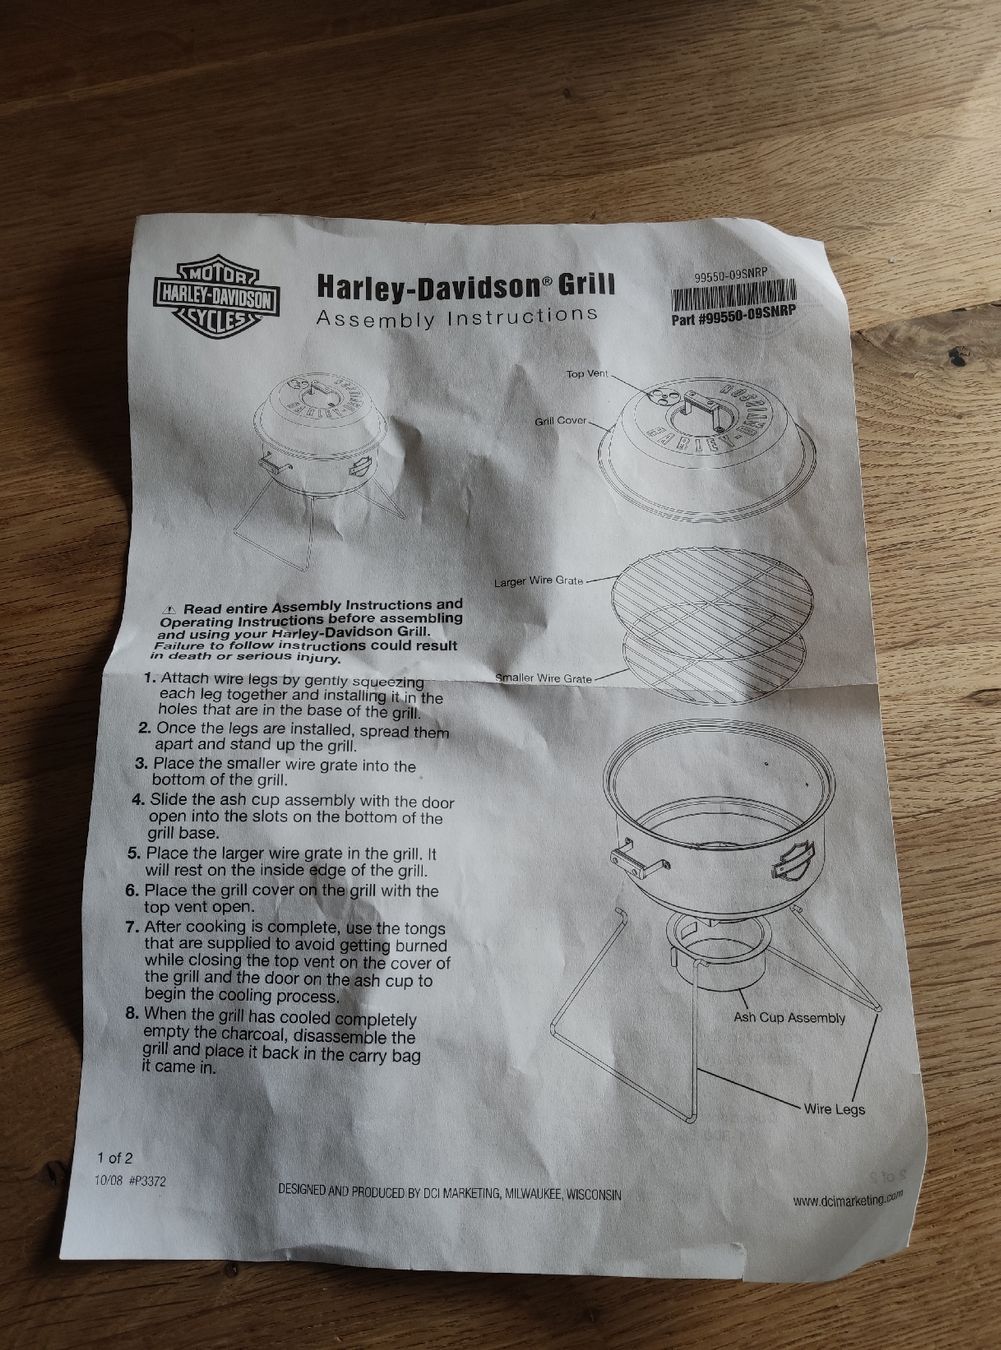 MOTOR
HARLEY-DAVIDSON
CYCLES
Harley-Davidson® Grill
Assembly Instructions
99550-09SNRP
Part #99550-09SNRP
Top Vent
Grill Cover
HARLEY-DAVIDSON
Larger Wire Grate
Smaller Wire Grate
Ash Cup Assembly
Wire Legs
⚠ Read entire Assembly Instructions and
Operating Instructions before assembling
and using your Harley-Davidson Grill.
Failure to follow instructions could result
in death or serious injury.
1. Attach wire legs by gently squeezing
each leg together and installing it in the
holes that are in the base of the grill.
2. Once the legs are installed, spread them
apart and stand up the grill.
3. Place the smaller wire grate into the
bottom of the grill.
4. Slide the ash cup assembly with the door
open into the slots on the bottom of the
grill base.
5. Place the larger wire grate in the grill. It
will rest on the inside edge of the grill.
6. Place the grill cover on the grill with the
top vent open.
7. After cooking is complete, use the tongs
that are supplied to avoid getting burned
while closing the top vent on the cover of
the grill and the door on the ash cup to
begin the cooling process.
8. When the grill has cooled completely
empty the charcoal, disassemble the
grill and place it back in the carry bag
it came in.
1 of 2
10/08 #P3372
DESIGNED AND PRODUCED BY DCI MARKETING, MILWAUKEE, WISCONSIN
www.dcimarketing.com